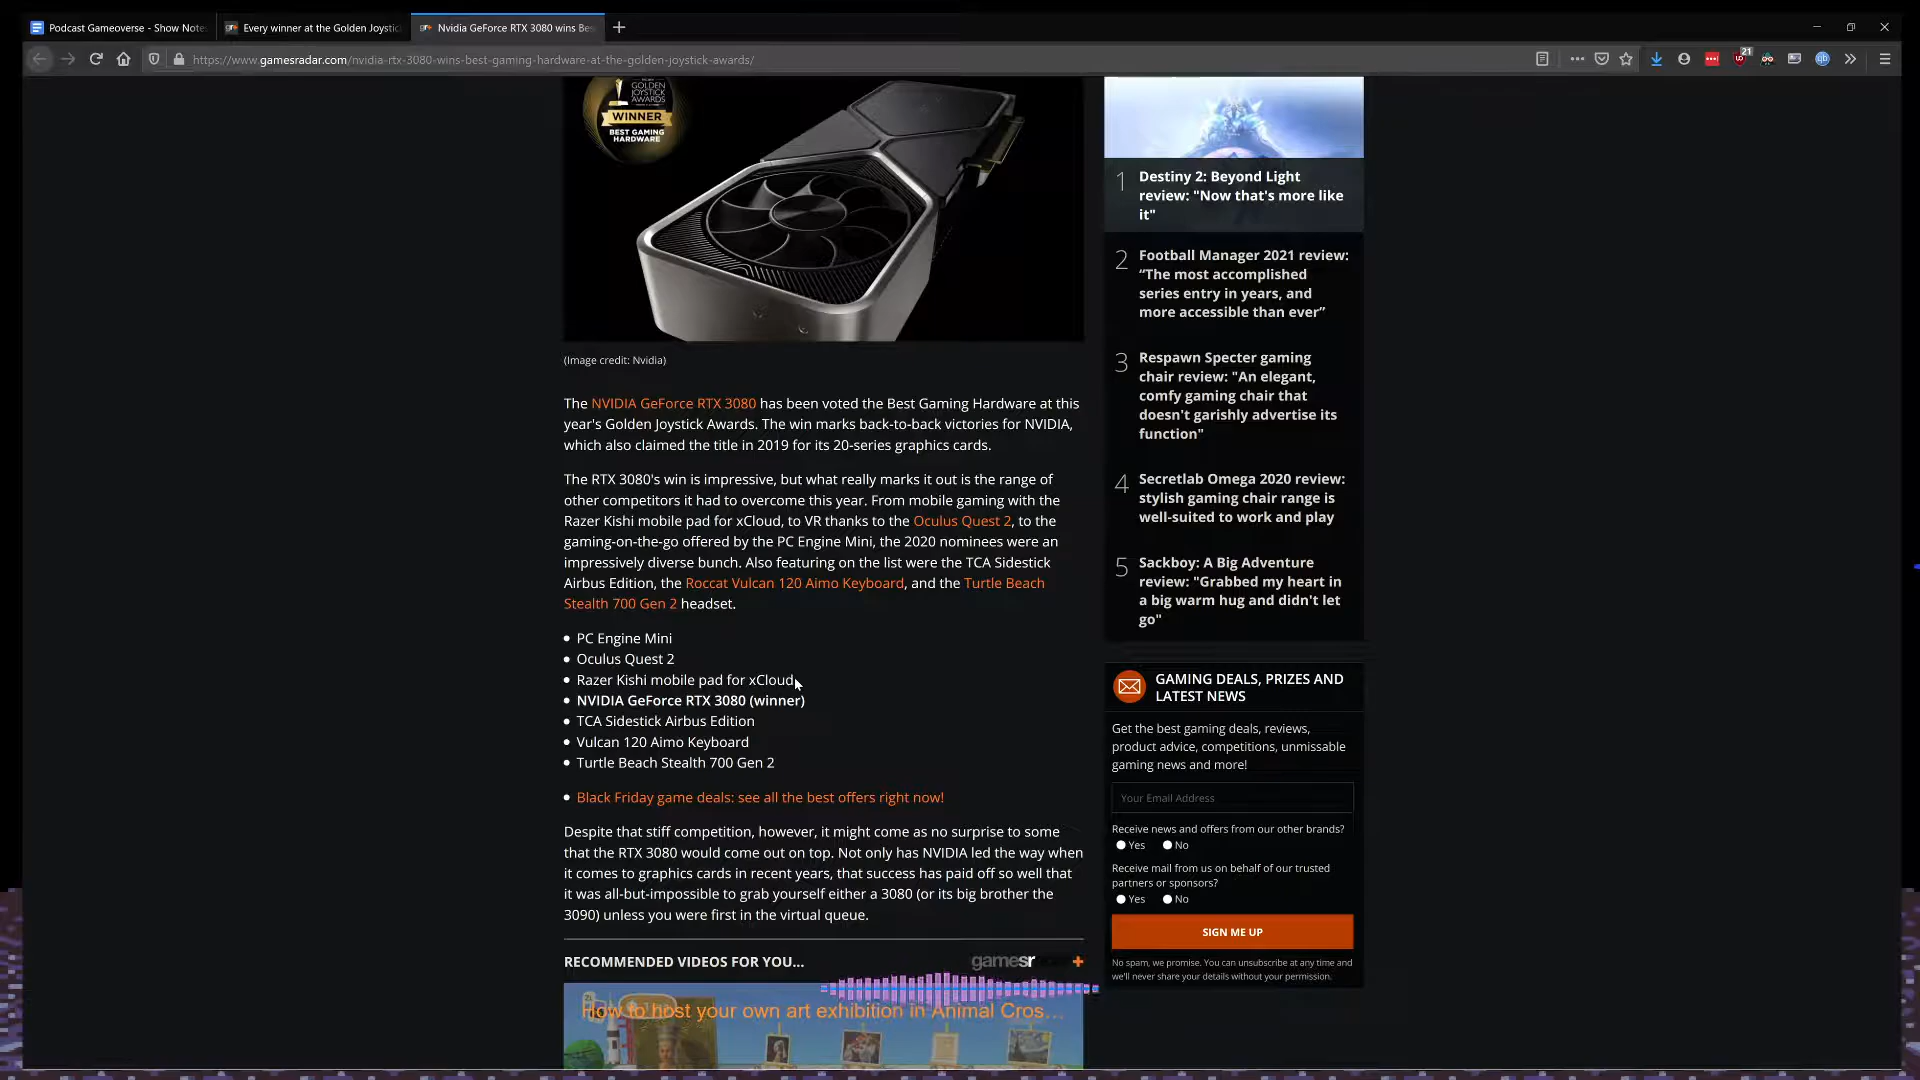 Podcast Gameoverse - Show Note
Every winner at the Golden Joystic
Nvidia GeForce RTX 3080 wins Bes
https://www.gamesradar.com/nvidia-rtx-3080-wins-best-gaming-hardware-at-the-golden-joystick-awards/
21
GOLDEN
JOYSTICK
AWARDS
WINNER
BEST GAMING
HARDWARE
(Image credit: Nvidia)
The NVIDIA GeForce RTX 3080 has been voted the Best Gaming Hardware at this
year's Golden Joystick Awards. The win marks back-to-back victories for NVIDIA,
which also claimed the title in 2019 for its 20-series graphics cards.
The RTX 3080's win is impressive, but what really marks it out is the range of
other competitors it had to overcome this year. From mobile gaming with the
Razer Kishi mobile pad for xCloud, to VR thanks to the Oculus Quest 2, to the
gaming-on-the-go offered by the PC Engine Mini, the 2020 nominees were an
impressively diverse bunch. Also featuring on the list were the TCA Sidestick
Airbus Edition, the Roccat Vulcan 120 Aimo Keyboard, and the Turtle Beach
Stealth 700 Gen 2 headset.
PC Engine Mini
Oculus Quest 2
Razer Kishi mobile pad for xCloud
NVIDIA GeForce RTX 3080 (winner)
TCA Sidestick Airbus Edition
Vulcan 120 Aimo Keyboard
Turtle Beach Stealth 700 Gen 2
Black Friday game deals: see all the best offers right now!
Despite that stiff competition, however, it might come as no surprise to some
that the RTX 3080 would come out on top. Not only has NVIDIA led the way when
it comes to graphics cards in recent years, that success has paid off so well that
it was all-but-impossible to grab yourself either a 3080 (or its big brother the
3090) unless you were first in the virtual queue.
RECOMMENDED VIDEOS FOR YOU...
gamesr
How to host your own art exhibition in Animal Cros...
1 Destiny 2: Beyond Light
review: "Now that's more like
it"
2 Football Manager 2021 review:
“The most accomplished
series entry in years, and
more accessible than ever”
3 Respawn Specter gaming
chair review: "An elegant,
comfy gaming chair that
doesn't garishly advertise its
function"
4 Secretlab Omega 2020 review:
stylish gaming chair range is
well-suited to work and play
5 Sackboy: A Big Adventure
review: "Grabbed my heart in
a big warm hug and didn't let
go"
GAMING DEALS, PRIZES AND
LATEST NEWS
Get the best gaming deals, reviews,
product advice, competitions, unmissable
gaming news and more!
Your Email Address
Receive news and offers from our other brands?
Yes No
Receive mail from us on behalf of our trusted
partners or sponsors?
Yes No
SIGN ME UP
No spam, we promise. You can unsubscribe at any time and
we'll never share your details without your permission.